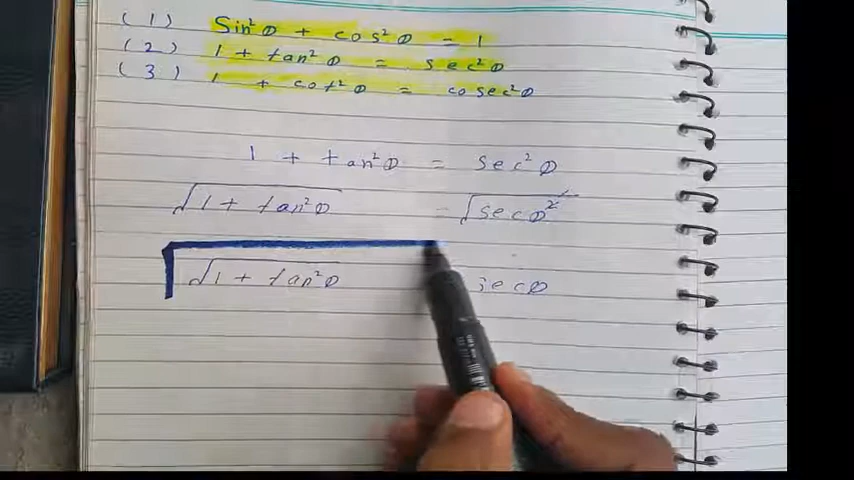 (1) Sin²θ + cos²θ = 1
(2) 1 + tan²θ = sec²θ
(3) 1 + cot²θ = cosec²θ
1 + tan²θ = sec²θ
√1 + tan²θ = √secθ²
√1 + tan²θ secθ